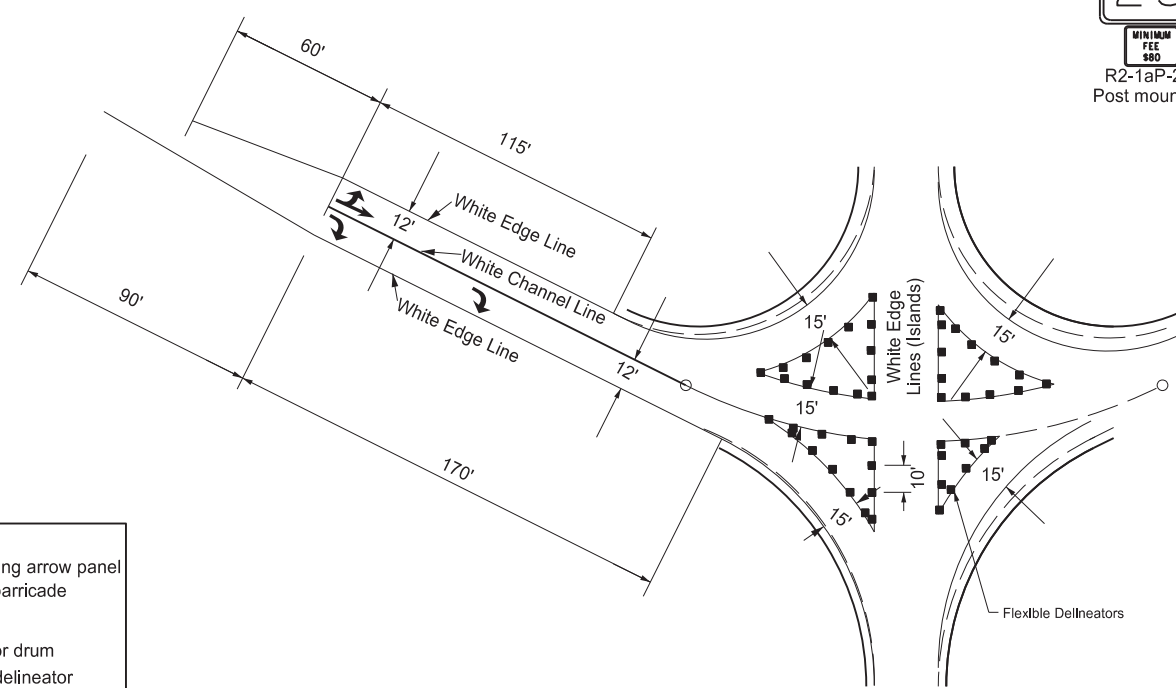 MINIMUM
FEE
$80
R2-1aP-2
Post moun
60'
115'
12'
White Edge Line
White Channel Line
White Edge Line
90'
12'
170'
15'
15'
15'
15'
15'
10'
White Edge
Lines (Islands)
Flexible Delineators
ng arrow panel
arricade
or drum
delineator